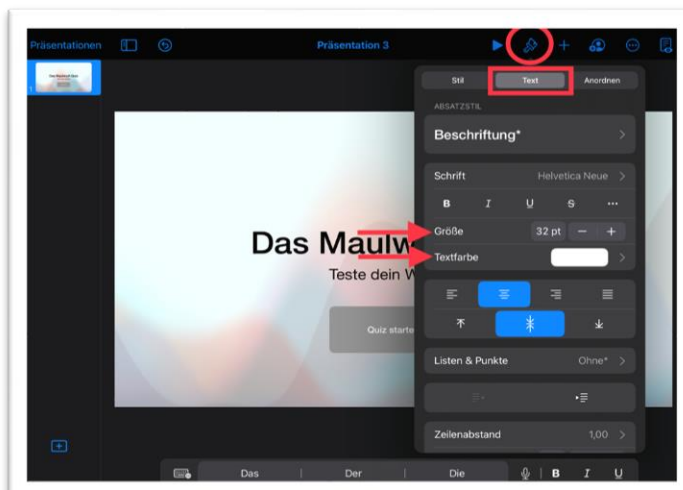 Präsentationen
Präsentation 3
1
Stil Text Anordnen
ABSATZSTIL
Beschriftung*
Schrift Helvetica Neue
B I U S ...
Größe 32 pt − +
Textfarbe
Das
Teste dein
Quiz starte
Listen & Punkte Ohne*
Zeilenabstand 1,00
Das Der Die B I U